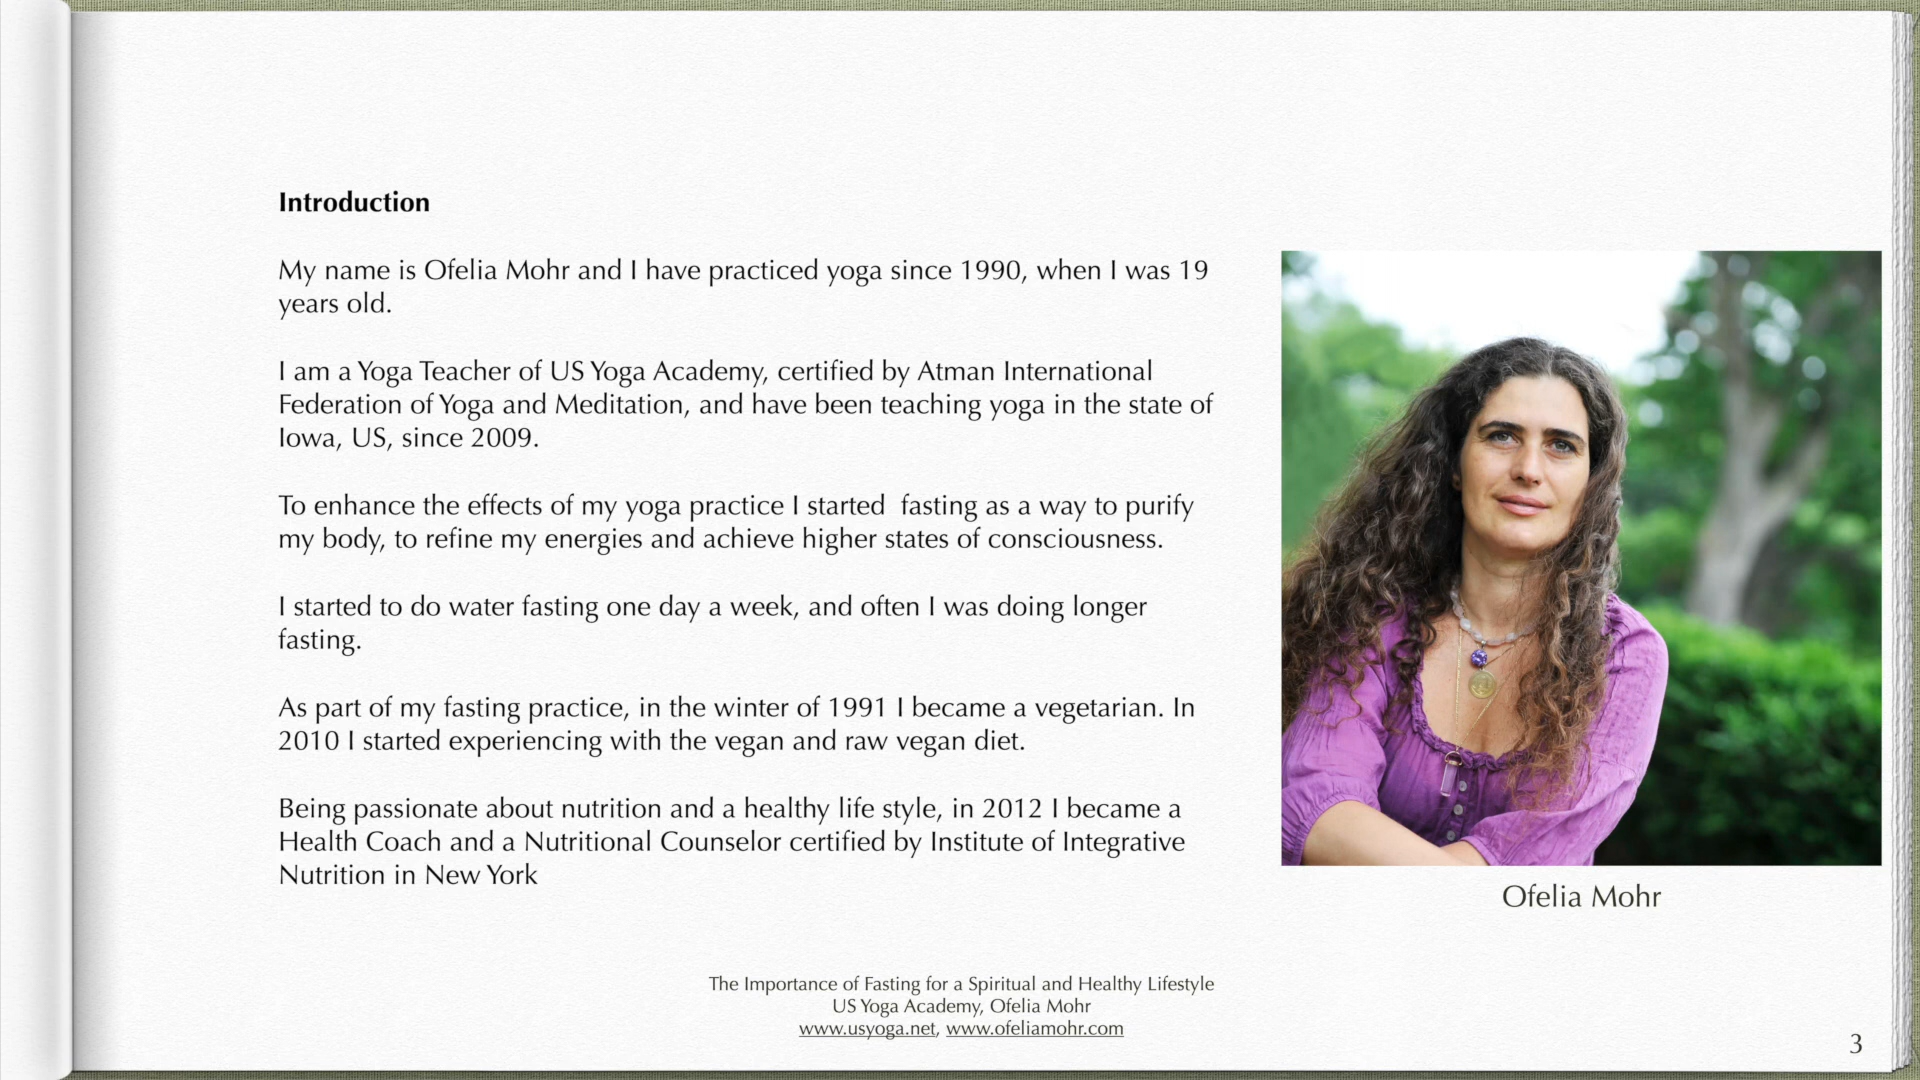 Introduction
My name is Ofelia Mohr and I have practiced yoga since 1990, when I was 19
years old.
I am a Yoga Teacher of US Yoga Academy, certified by Atman International
Federation of Yoga and Meditation, and have been teaching yoga in the state of
Iowa, US, since 2009.
To enhance the effects of my yoga practice I started  fasting as a way to purify
my body, to refine my energies and achieve higher states of consciousness.
I started to do water fasting one day a week, and often I was doing longer
fasting.
As part of my fasting practice, in the winter of 1991 I became a vegetarian. In
2010 I started experiencing with the vegan and raw vegan diet.
Being passionate about nutrition and a healthy life style, in 2012 I became a
Health Coach and a Nutritional Counselor certified by Institute of Integrative
Nutrition in New York
Ofelia Mohr
The Importance of Fasting for a Spiritual and Healthy Lifestyle
US Yoga Academy, Ofelia Mohr
www.usyoga.net, www.ofeliamohr.com
3